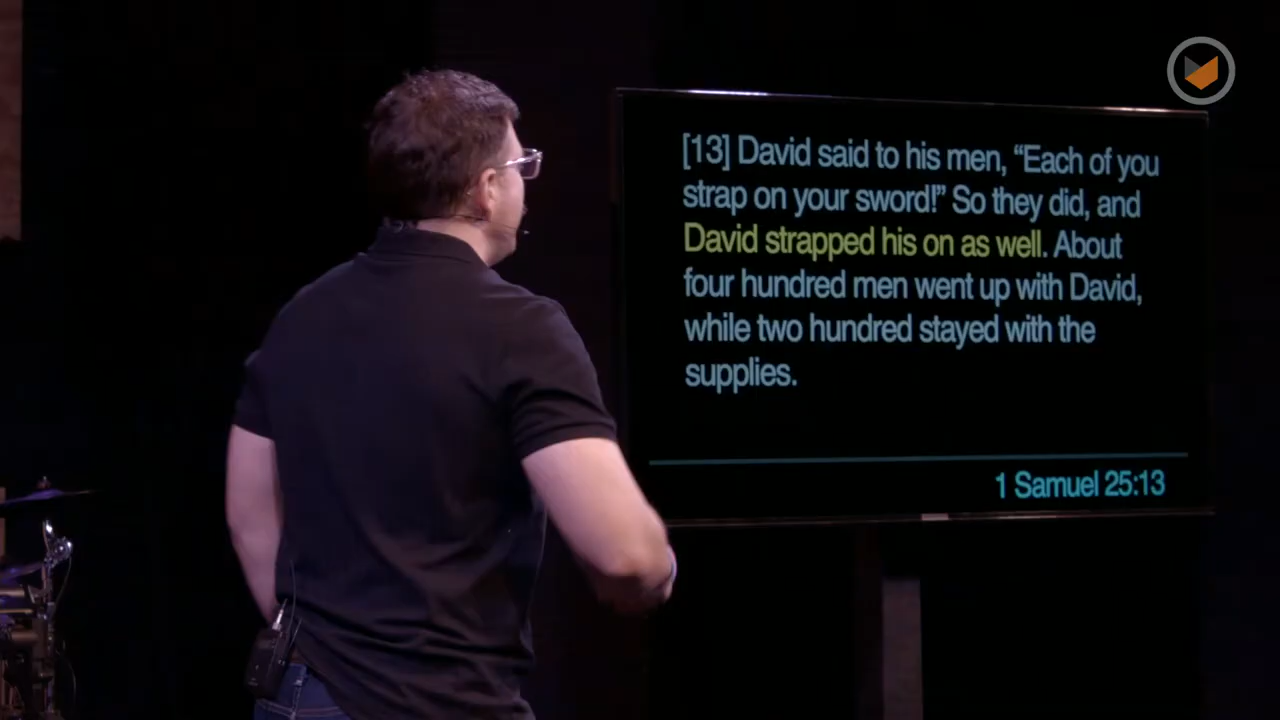 [13] David said to his men, “Each of you
strap on your sword!” So they did, and
David strapped his on as well. About
four hundred men went up with David,
while two hundred stayed with the
supplies.
1 Samuel 25:13